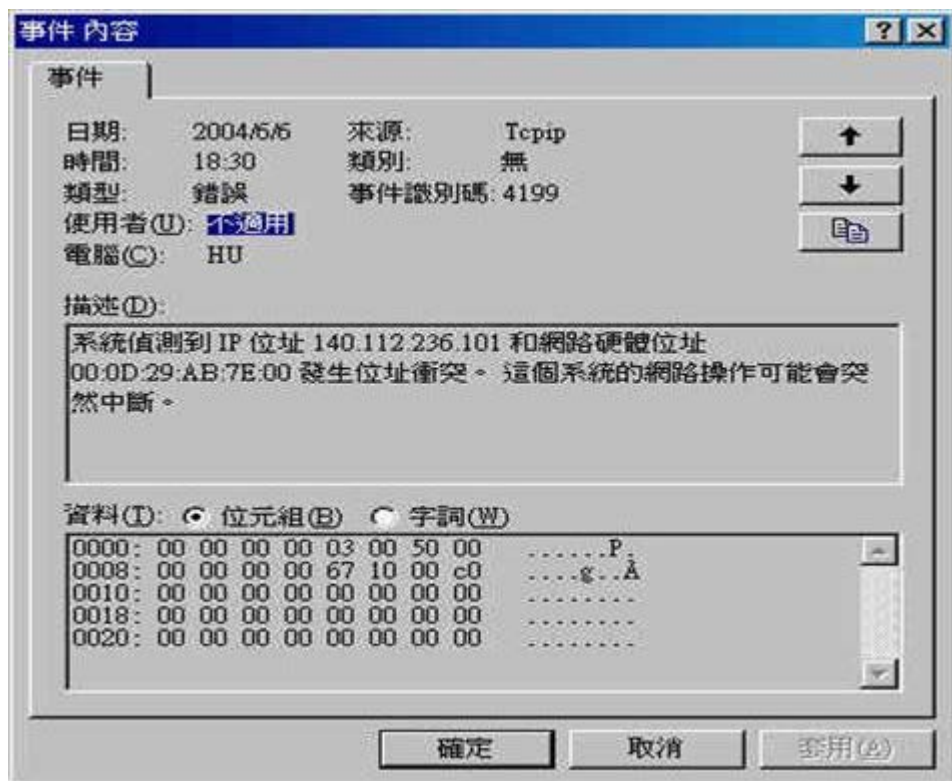 事件 內容
事件
日期: 2004/6/6 來源: Tcpip
時間: 18:30 類別: 無
類型: 錯誤 事件識別碼: 4199
使用者(U): 不適用
電腦(C): HU
描述(D):
系統偵測到 IP 位址 140.112.236.101 和網路硬體位址
00:0D:29:AB:7E:00 發生位址衝突。 這個系統的網路操作可能會突
然中斷。
資料(T): 位元組(B) 字詞(W)
0000: 00 00 00 00 03 00 50 00 ......P.
0008: 00 00 00 00 67 10 00 c0 ....g..À
0010: 00 00 00 00 00 00 00 00 ........
0018: 00 00 00 00 00 00 00 00 ........
0020: 00 00 00 00 00 00 00 00 ........
確定 取消 套用(A)